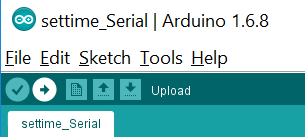 settime_Serial | Arduino 1.6.8
File Edit Sketch Tools Help
Upload
settime_Serial